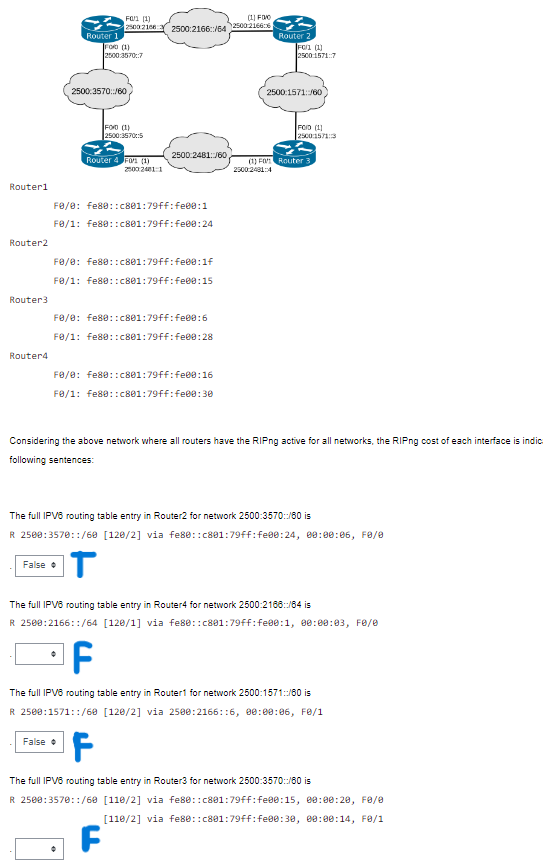 F0/1 (1)
2500:2166::3
2500:2166::/64
(1) F0/0
2500:2166::6
Router 1
Router 2
F0/0 (1)
2500:3570::7
F0/1 (1)
2500:1571::7
2500:3570::/60
2500:1571::/60
F0/0 (1)
2500:3570::5
F0/0 (1)
2500:1571::3
Router 4
F0/1 (1)
2500:2481::1
2500:2481::/60
(1) F0/1
2500:2481::4
Router 3
Router1
F0/0: fe80::c801:79ff:fe00:1
F0/1: fe80::c801:79ff:fe00:24
Router2
F0/0: fe80::c801:79ff:fe00:1f
F0/1: fe80::c801:79ff:fe00:15
Router3
F0/0: fe80::c801:79ff:fe00:6
F0/1: fe80::c801:79ff:fe00:28
Router4
F0/0: fe80::c801:79ff:fe00:16
F0/1: fe80::c801:79ff:fe00:30
Considering the above network where all routers have the RIPng active for all networks, the RIPng cost of each interface is indic
following sentences:
The full IPV6 routing table entry in Router2 for network 2500:3570::/60 is
R 2500:3570::/60 [120/2] via fe80::c801:79ff:fe00:24, 00:00:06, F0/0
. False T
The full IPV6 routing table entry in Router4 for network 2500:2166::/64 is
R 2500:2166::/64 [120/1] via fe80::c801:79ff:fe00:1, 00:00:03, F0/0
. F
The full IPV6 routing table entry in Router1 for network 2500:1571::/60 is
R 2500:1571::/60 [120/2] via 2500:2166::6, 00:00:06, F0/1
. False F
The full IPV6 routing table entry in Router3 for network 2500:3570::/60 is
R 2500:3570::/60 [110/2] via fe80::c801:79ff:fe00:15, 00:00:20, F0/0
[110/2] via fe80::c801:79ff:fe00:30, 00:00:14, F0/1
. F